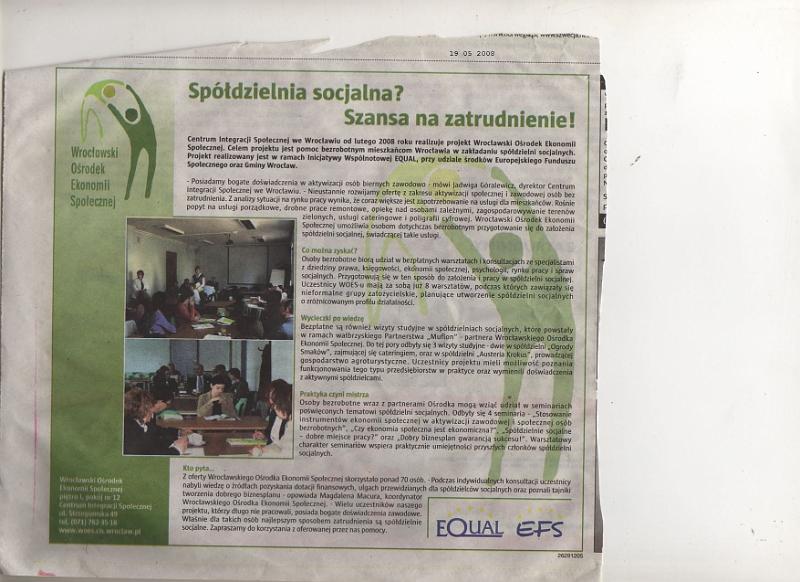 19 05 2008
Spółdzielnia socjalna?
Szansa na zatrudnienie!
Wrocławski
Ośrodek
Ekonomii
Społecznej
Centrum Integracji Społecznej we Wrocławiu od lutego 2008 roku realizuje projekt Wrocławski Ośrodek Ekonomii
Społecznej. Celem projektu jest pomoc bezrobotnym mieszkańcom Wrocławia w zakładaniu spółdzielni socjalnych.
Projekt realizowany jest w ramach Inicjatywy Wspólnotowej EQUAL, przy udziale środków Europejskiego Funduszu
Społecznego oraz Gminy Wrocław.
- Posiadamy bogate doświadczenia w aktywizacji osób biernych zawodowo - mówi Jadwiga Góralewicz, dyrektor Centrum
Integracji Społecznej we Wrocławiu. - Nieustannie rozwijamy ofertę z zakresu aktywizacji społecznej i zawodowej osób bez
zatrudnienia. Z analizy sytuacji na rynku pracy wynika, że coraz większe jest zapotrzebowanie na usługi dla mieszkańców. Rośnie
popyt na usługi porządkowe, drobne prace remontowe, opiekę nad osobami zależnymi, zagospodarowywanie terenów
zielonych, usługi cateringowe i poligrafii cyfrowej. Wrocławski Ośrodek Ekonomii
Społecznej umożliwia osobom dotychczas bezrobotnym przygotowanie się do założenia
spółdzielni socjalnej, świadczącej takie usługi.
Co można zyskać?
Osoby bezrobotne biorą udział w bezpłatnych warsztatach i konsultacjach ze specjalistami
z dziedziny prawa, księgowości, ekonomii społecznej, psychologii, rynku pracy i spraw
socjalnych. Przygotowują się w ten sposób do założenia i pracy w spółdzielni socjalnej.
Uczestnicy WOES-u mają za sobą już 8 warsztatów, podczas których zawiązały się
nieformalne grupy założycielskie, planujące utworzenie spółdzielni socjalnych
o zróżnicowanym profilu działalności.
Wycieczki po wiedzę
Bezpłatne są również wizyty studyjne w spółdzielniach socjalnych, które powstały
w ramach wałbrzyskiego Partnerstwa „Muflon” - partnera Wrocławskiego Ośrodka
Ekonomii Społecznej. Do tej pory odbyły się 3 wizyty studyjne - dwie w spółdzielni „Ogrody
Smaków”, zajmującej się cateringiem, oraz w spółdzielni „Austeria Krokus”, prowadzącej
gospodarstwo agroturystyczne. Uczestnicy projektu mieli możliwość poznania
funkcjonowania tego typu przedsiębiorstw w praktyce oraz wymienili doświadczenia
z aktywnymi spółdzielcami.
Praktyka czyni mistrza
Osoby bezrobotne wraz z partnerami Ośrodka mogą wziąć udział w seminariach
poświęconych tematowi spółdzielni socjalnych. Odbyły się 4 seminaria - „Stosowanie
instrumentów ekonomii społecznej w aktywizacji zawodowej i społecznej osób
bezrobotnych”, „Czy ekonomia społeczna jest ekonomiczna?”, „Spółdzielnie socjalne
- dobre miejsce pracy?” oraz „Dobry biznesplan gwarancją sukcesu!”. Warsztatowy
charakter seminariów wspiera praktyczne umiejętności przyszłych członków spółdzielni
socjalnych.
Kto pyta...
Z oferty Wrocławskiego Ośrodka Ekonomii Społecznej skorzystało ponad 70 osób. - Podczas indywidualnych konsultacji uczestnicy
nabyli wiedzę o źródłach pozyskania dotacji finansowych, ulgach przewidzianych dla spółdzielców socjalnych oraz poznali tajniki
tworzenia dobrego biznesplanu - opowiada Magdalena Macura, koordynator
Wrocławskiego Ośrodka Ekonomii Społecznej. - Wielu uczestników naszego
projektu, którzy długo nie pracowali, posiada bogate doświadczenie zawodowe.
Właśnie dla takich osób najlepszym sposobem zatrudnienia są spółdzielnie
socjalne. Zapraszamy do korzystania z oferowanej przez nas pomocy.
Wrocławski Ośrodek
Ekonomii Społecznej
piętro I, pokój nr 12
Centrum Integracji Społecznej
ul. Strzegomska 49
tel. (071) 782 35 18
www.woes.cis.wroclaw.pl
EQUAL EFS
26281205